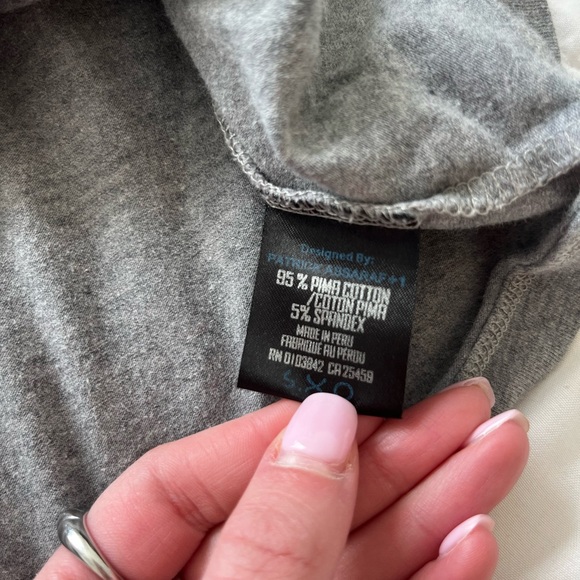 Designed By:
PATRICK ASSARAF+1
95 % PIMA COTTON
/COTON PIMA
5% SPANDEX
MADE IN PERU
FABRIQUE AU PÉROU
RN 0103842 CA 25459